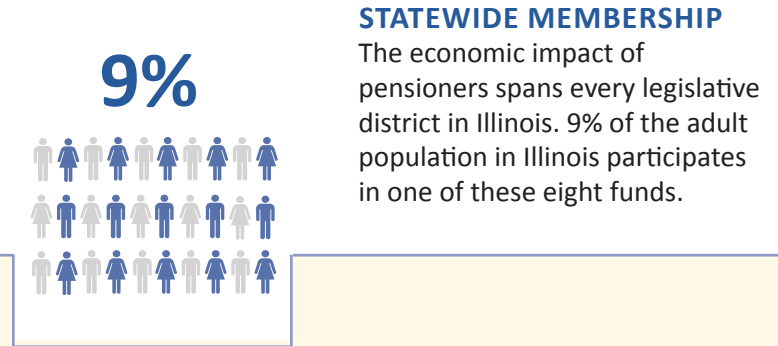 9%
STATEWIDE MEMBERSHIP
The economic impact of
pensioners spans every legislative
district in Illinois. 9% of the adult
population in Illinois participates
in one of these eight funds.